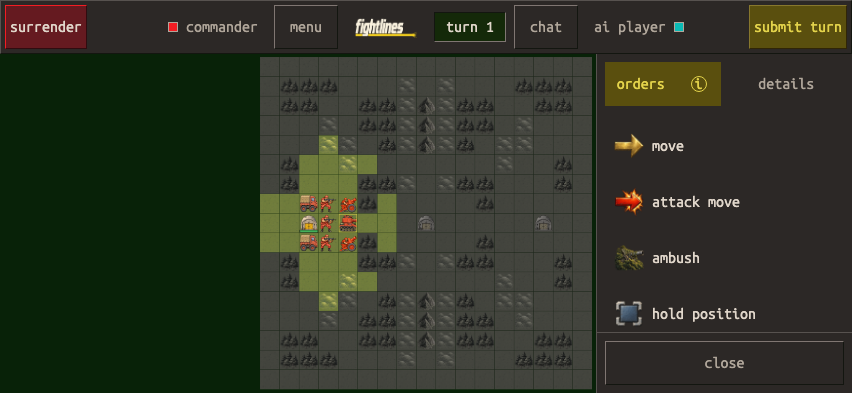 surrender
commander
menu
fightlines
turn 1
chat
ai player
submit turn
orders
i
details
move
attack move
ambush
hold position
close